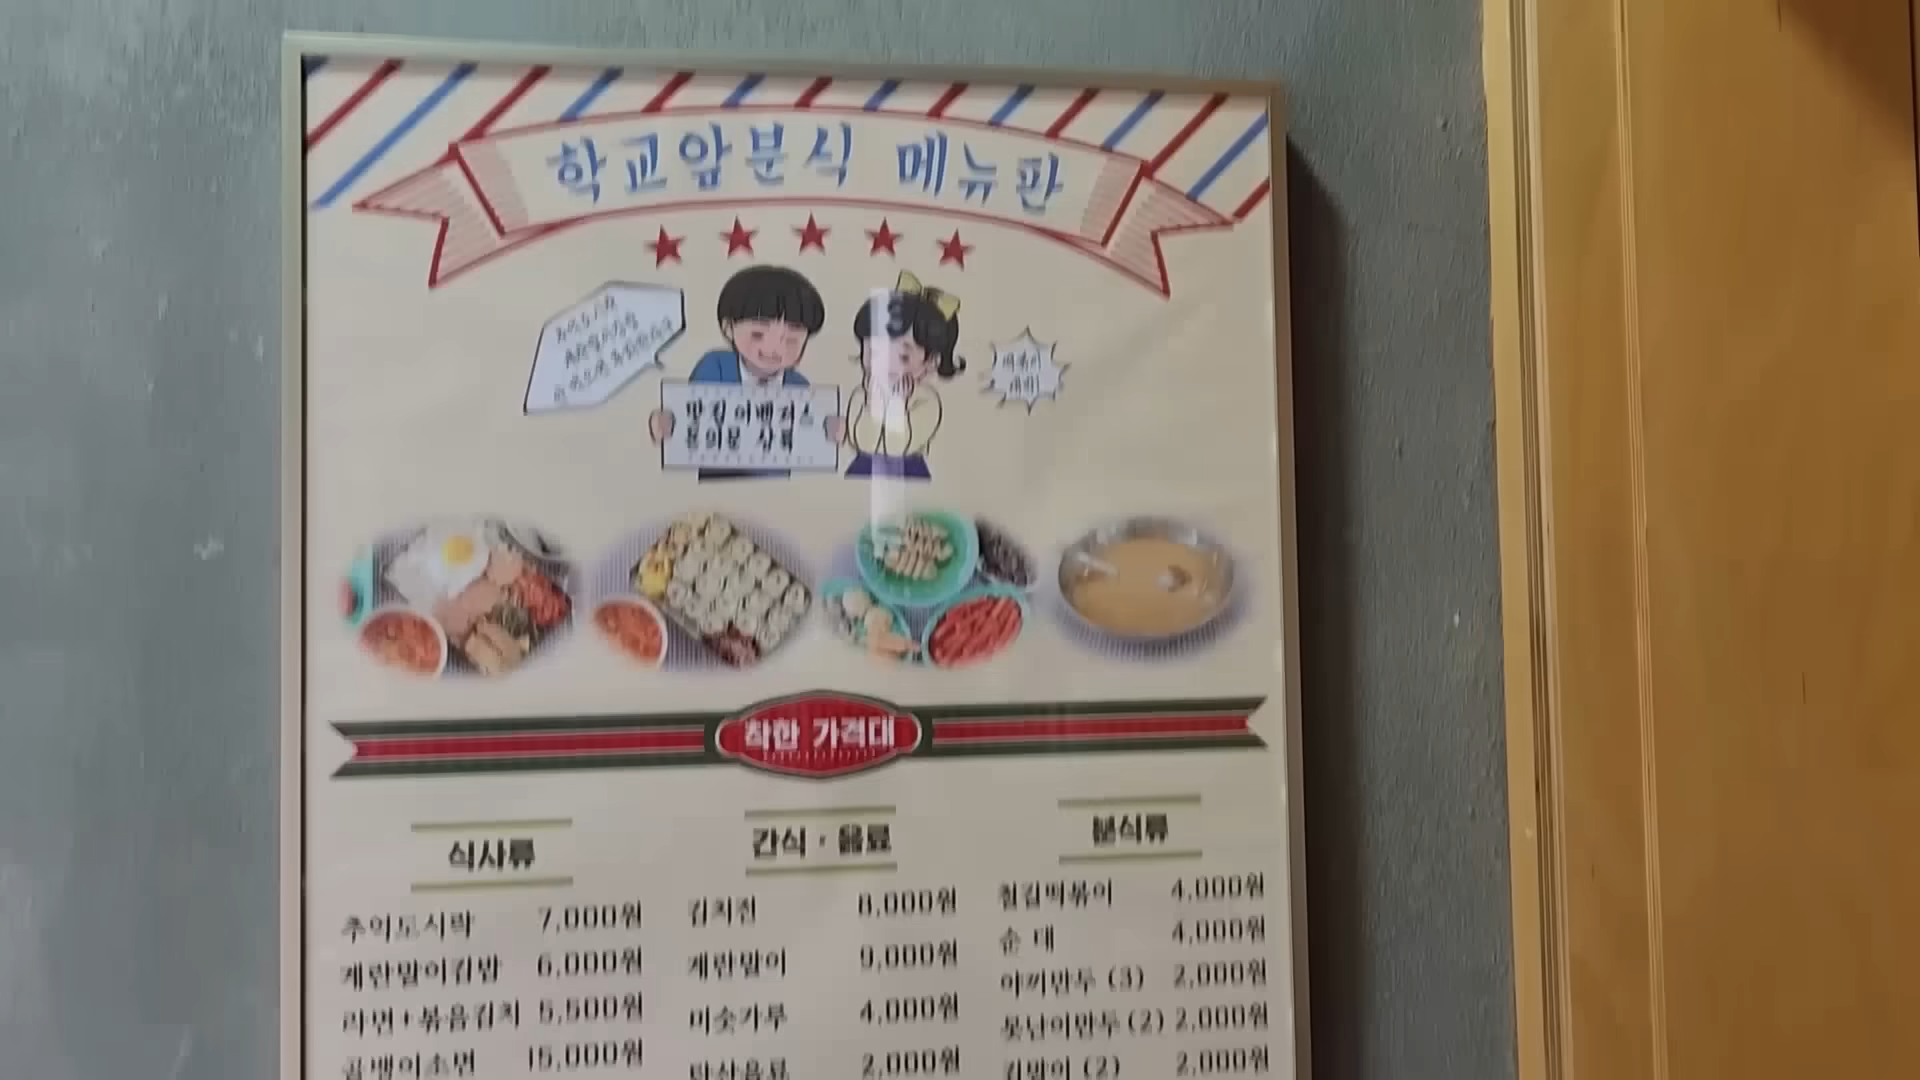 학교앞분식 메뉴판
떡볶이
착한 가격대
식사류
추억도시락 7,000원
계란말이김밥 6,000원
라면+볶음김치 5,500원
골뱅이소면 15,000원
간식·음료
김치전 8,000원
계란말이 9,000원
미숫가루 4,000원
탄산음료 2,000원
분식류
철길떡볶이 4,000원
순 대 4,000원
야끼만두 (3) 2,000원
못난이만두 (2) 2,000원
김말이 (2) 2,000원